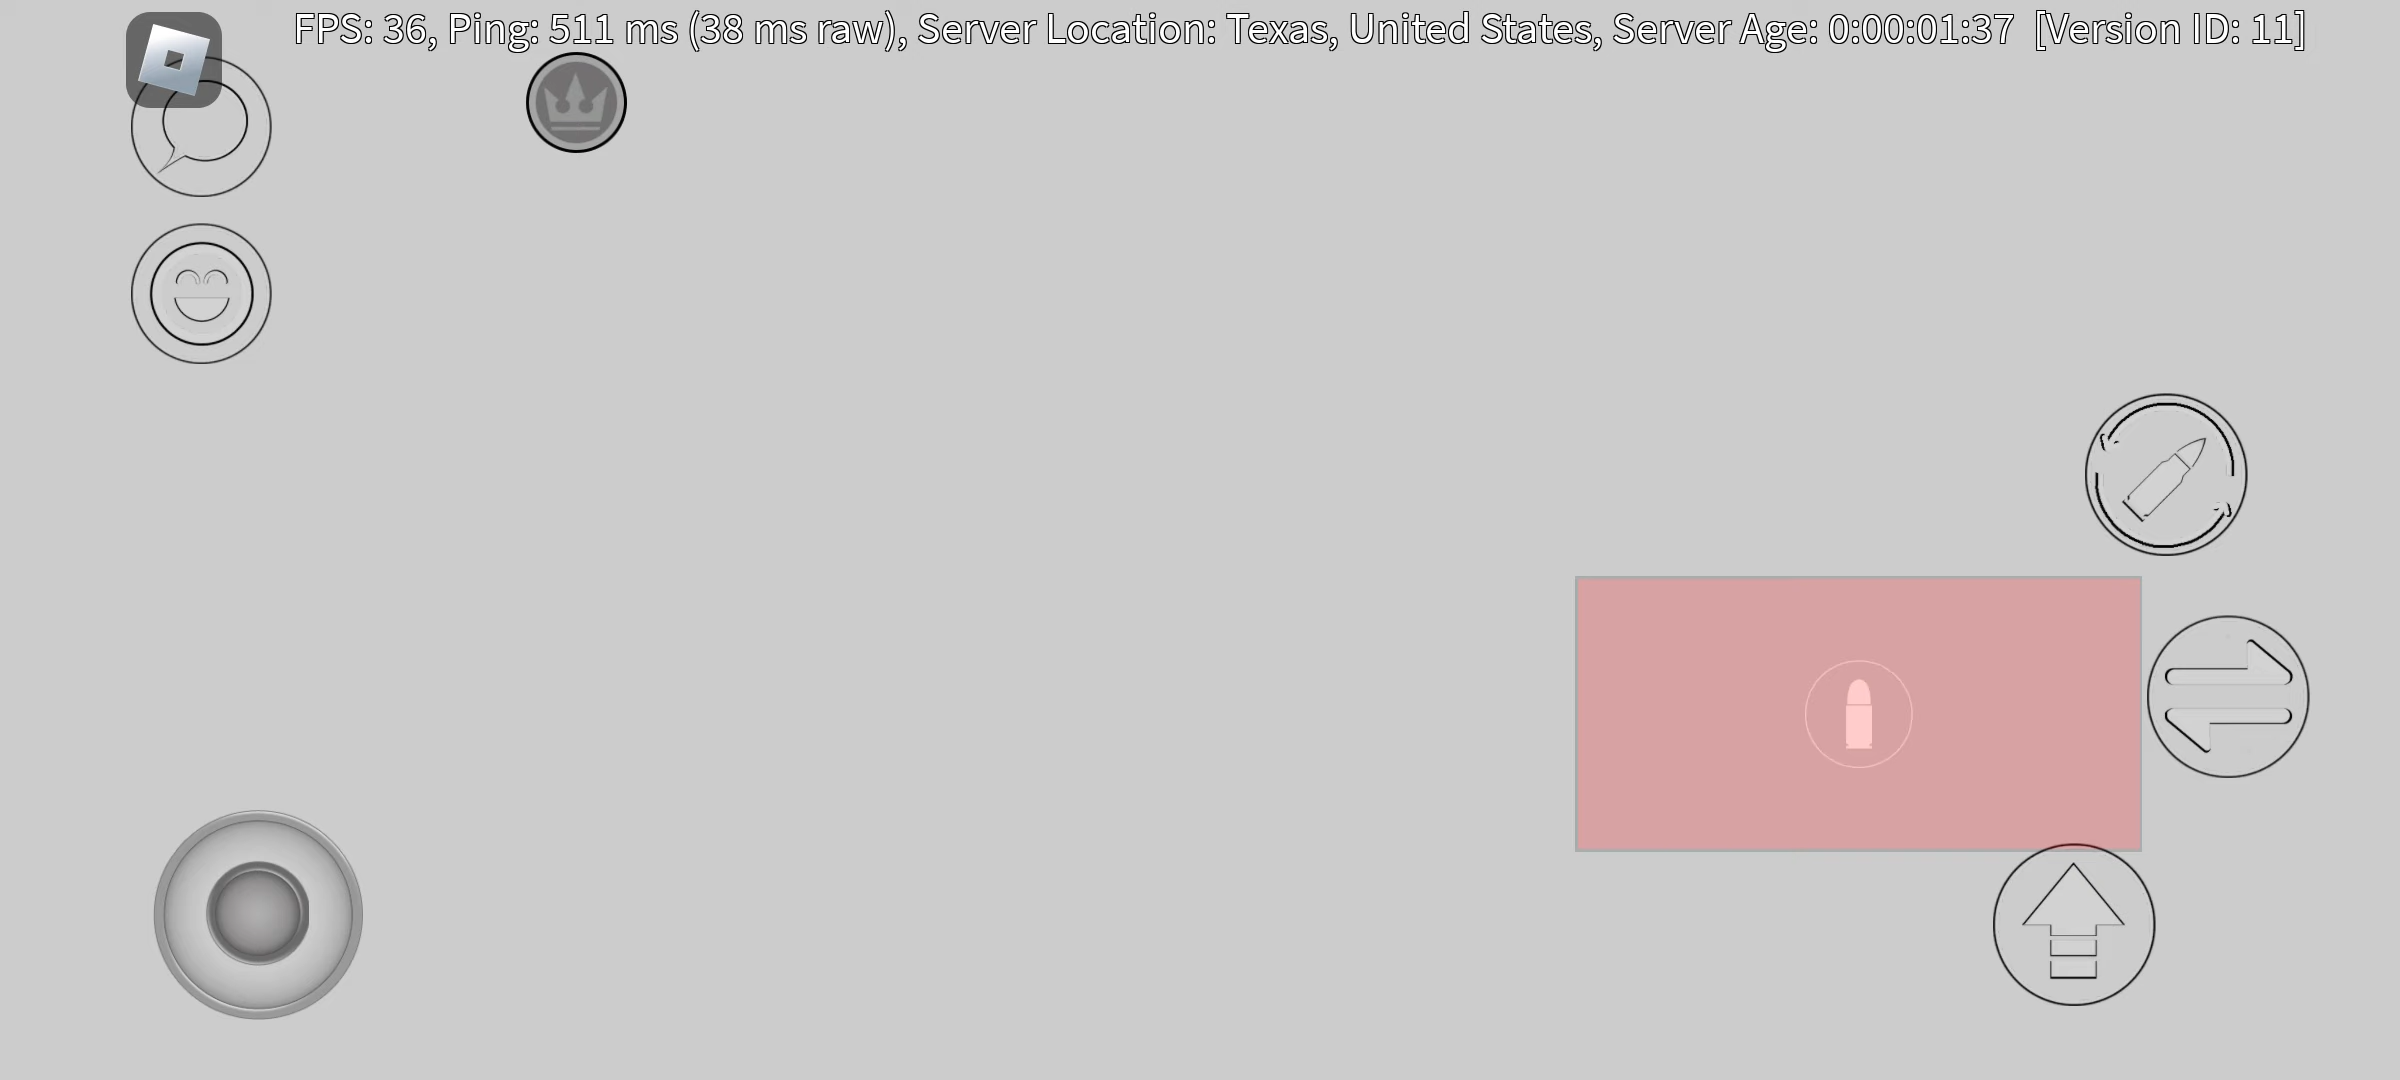 FPS: 36, Ping: 511 ms (38 ms raw), Server Location: Texas, United States, Server Age: 0:00:01:37 [Version ID: 11]